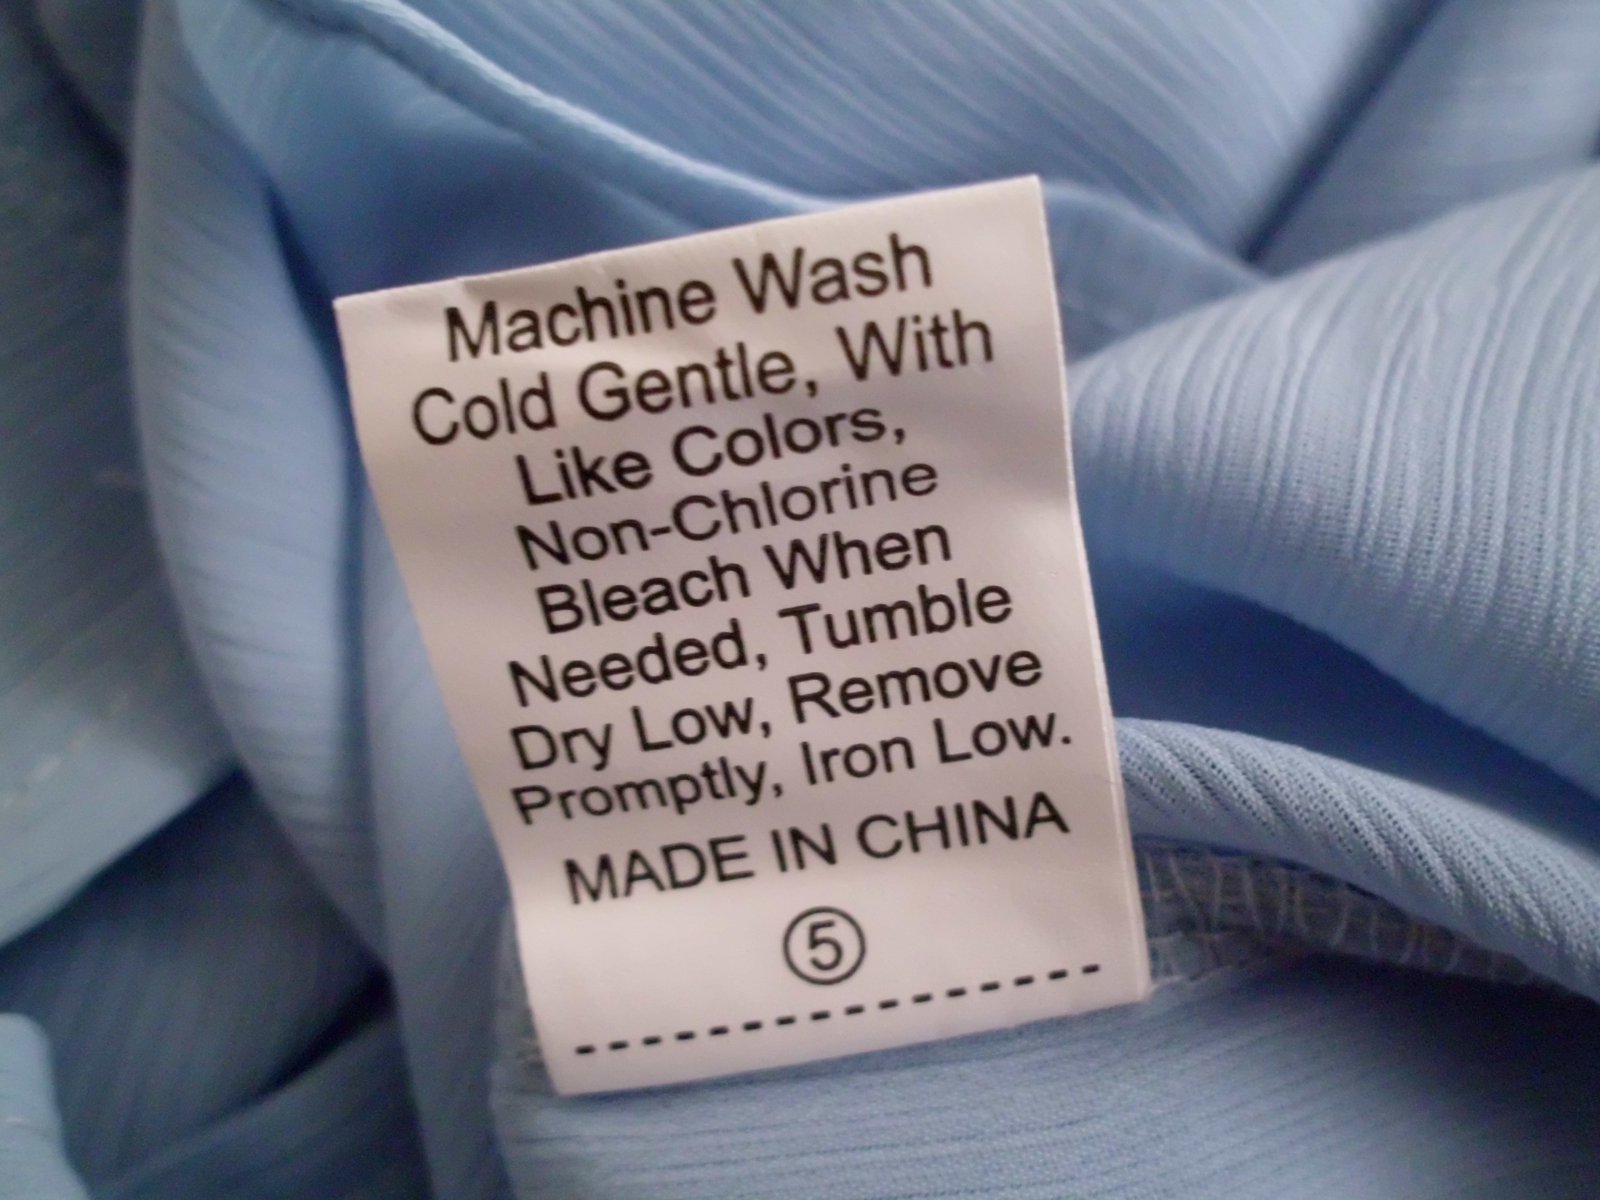 Machine Wash
Cold Gentle, With
Like Colors,
Non-Chlorine
Bleach When
Needed, Tumble
Dry Low, Remove
Promptly, Iron Low.
MADE IN CHINA
⑤